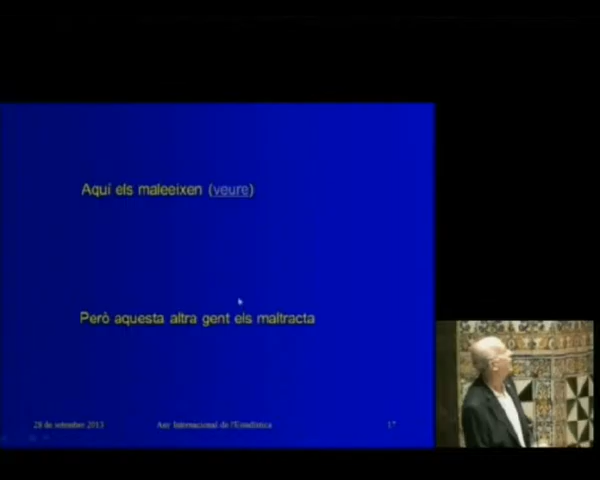 Aquí els maleeixen (veure)
Però aquesta altra gent els maltracta
28 de setembre 2013 Any Internacional de l'Estadística 17